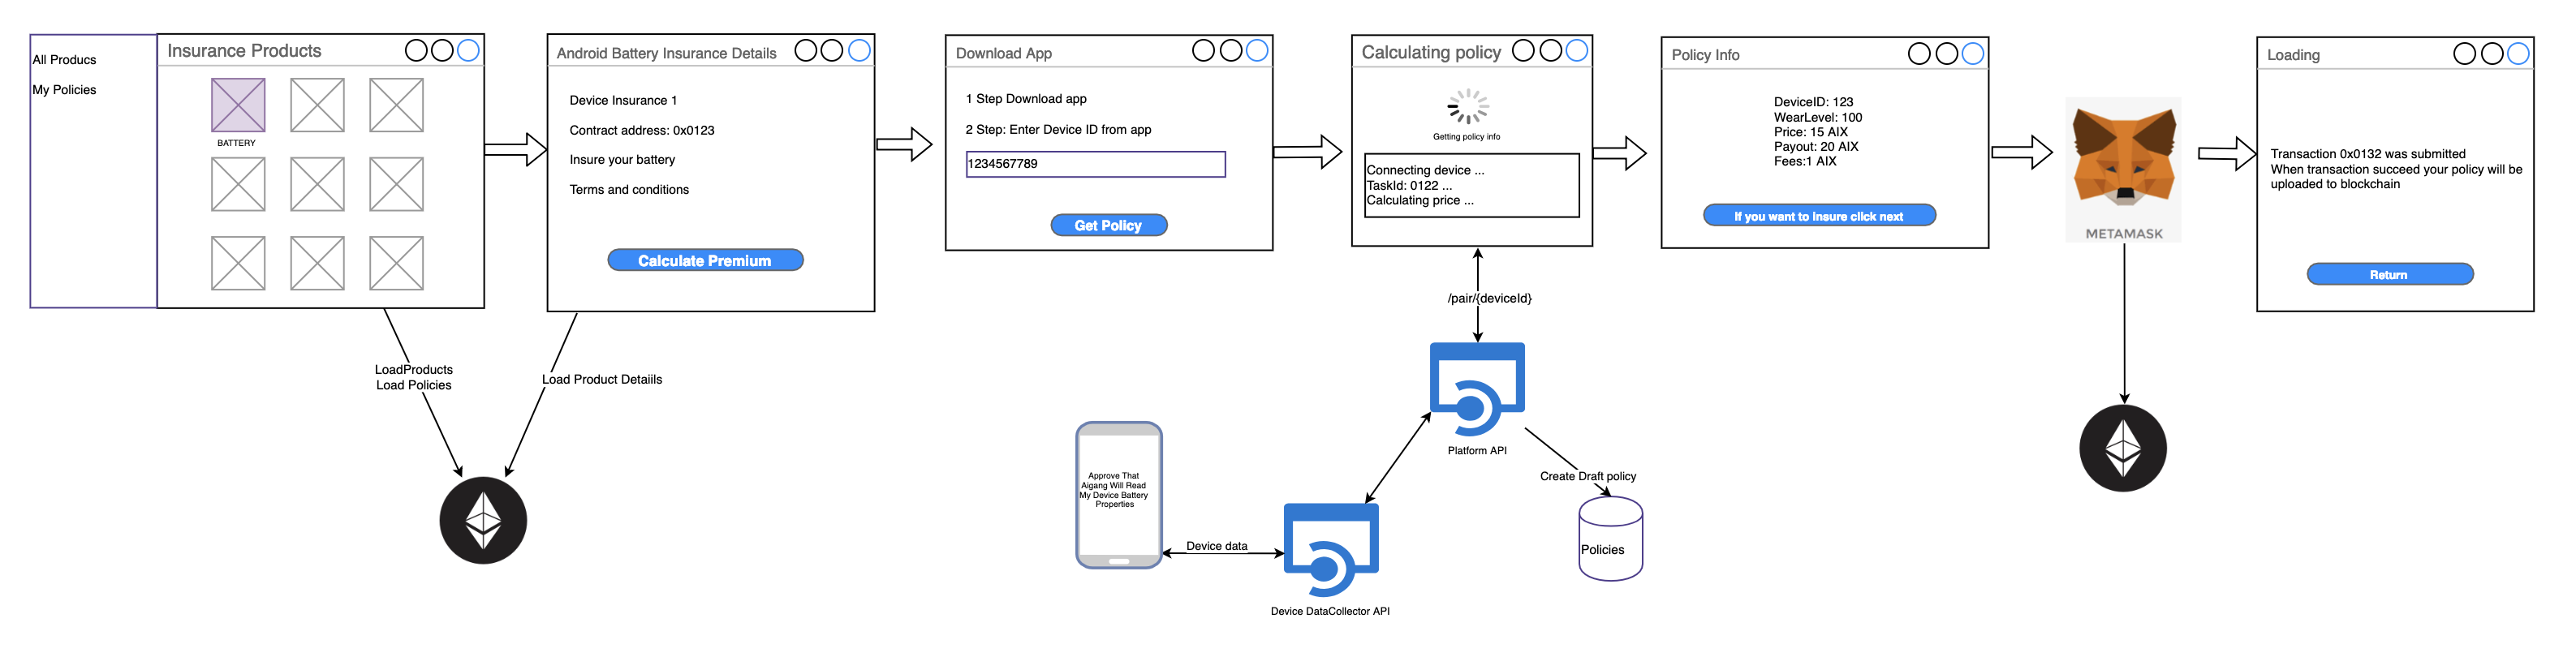 All Producs
My Policies
Insurance Products
BATTERY
Android Battery Insurance Details
Device Insurance 1
Contract address: 0x0123
Insure your battery
Terms and conditions
Calculate Premium
Download App
1 Step Download app
2 Step: Enter Device ID from app
1234567789
Get Policy
Calculating policy
Getting policy info
Connecting device ...
TaskId: 0122 ...
Calculating price ...
Policy Info
DeviceID: 123
WearLevel: 100
Price: 15 AIX
Payout: 20 AIX
Fees:1 AIX
If you want to insure click next
METAMASK
Loading
Transaction 0x0132 was submitted
When transaction succeed your policy will be
uploaded to blockchain
Return
LoadProducts
Load Policies
Load Product Detaiils
/pair/{deviceId}
Platform API
Create Draft policy
Policies
Approve That
Aigang Will Read
My Device Battery
Properties
Device data
Device DataCollector API